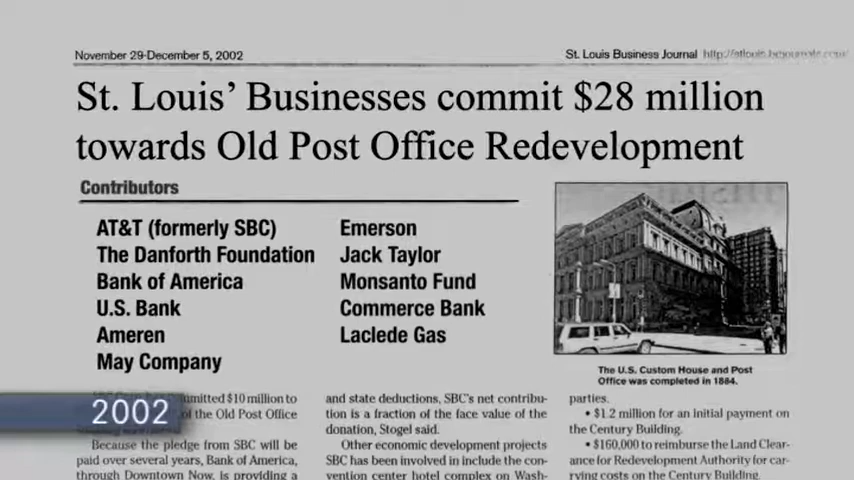 November 29-December 5, 2002
St. Louis Business Journal
St. Louis' Businesses commit $28 million
towards Old Post Office Redevelopment
Contributors
AT&T (formerly SBC)
The Danforth Foundation
Bank of America
U.S. Bank
Ameren
May Company
Emerson
Jack Taylor
Monsanto Fund
Commerce Bank
Laclede Gas
The U.S. Custom House and Post
Office was completed in 1884.
2002
mitted $10 million to
of the Old Post Office
Because the pledge from SBC will be
paid over several years, Bank of America,
through Downtown Now, is providing a
and state deductions, SBC's net contribu-
tion is a fraction of the face value of the
donation, Stogel said.
Other economic development projects
SBC has been involved in include the con-
vention center hotel complex on Wash-
parties.
• $1.2 million for an initial payment on
the Century Building.
• $160,000 to reimburse the Land Clear-
ance for Redevelopment Authority for car-
rying costs on the Century Building.